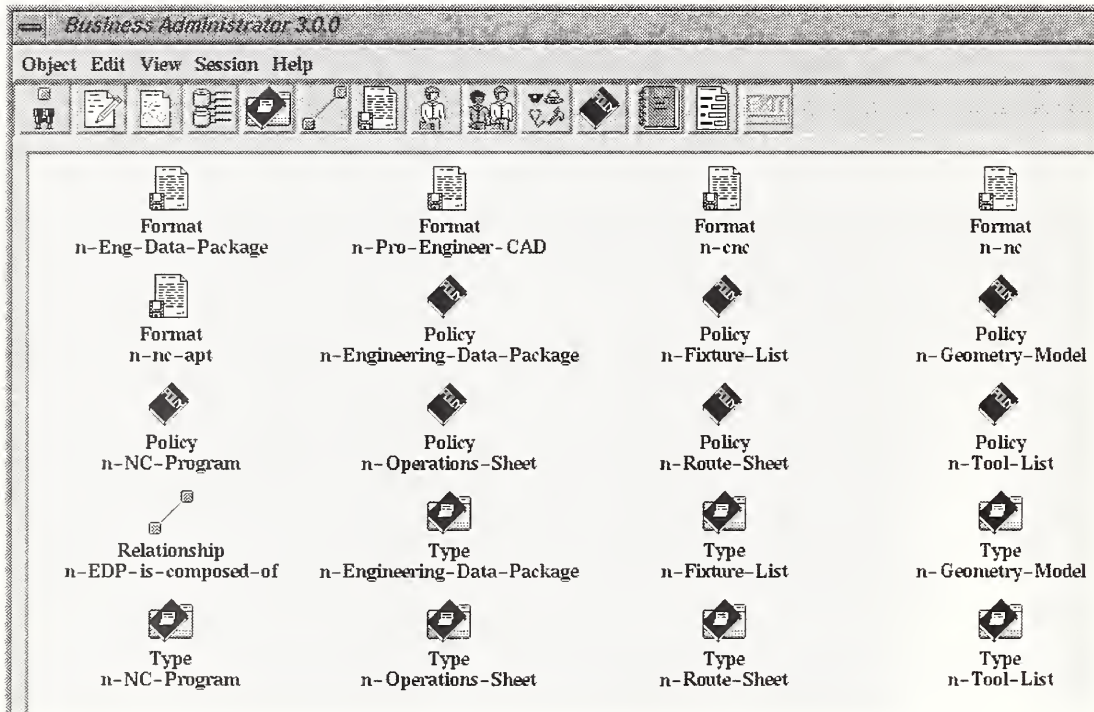 Business Administrator 3.0.0
Object Edit View Session Help
EXIT
Format Format Format Format
n-Eng-Data-Package n-Pro-Engineer-CAD n-cnc n-nc
Format Policy Policy Policy
n-nc-apt n-Engineering-Data-Package n-Fixture-List n-Geometry-Model
Policy Policy Policy Policy
n-NC-Program n-Operations-Sheet n-Route-Sheet n-Tool-List
Relationship Type Type Type
n-EDP-is-composed-of n-Engineering-Data-Package n-Fixture-List n-Geometry-Model
Type Type Type Type
n-NC-Program n-Operations-Sheet n-Route-Sheet n-Tool-List